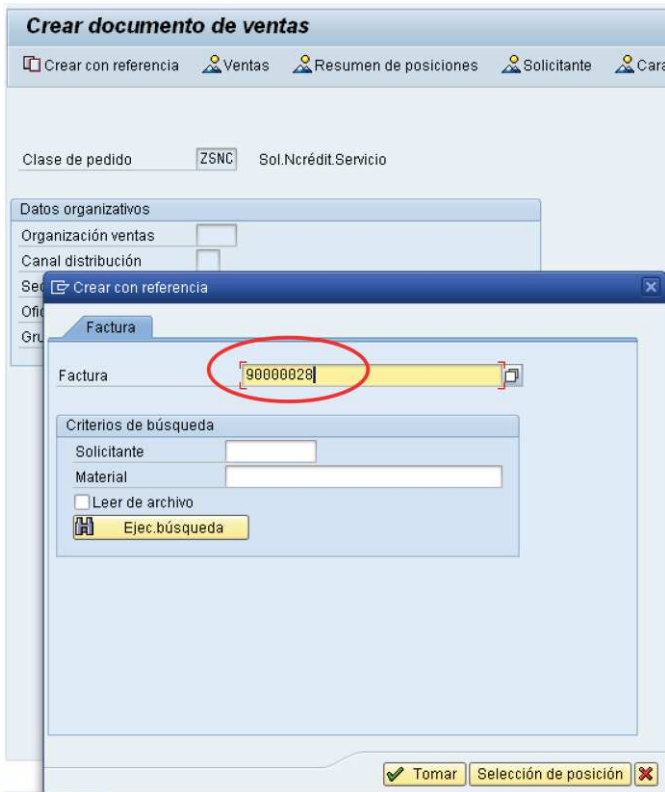 Crear documento de ventas
Crear con referencia Ventas Resumen de posiciones Solicitante Cara
Clase de pedido ZSNC Sol.Ncrédit.Servicio
Datos organizativos
Organización ventas
Canal distribución
Crear con referencia
Factura
Factura 90000028
Criterios de búsqueda
Solicitante
Material
Leer de archivo
Ejec.búsqueda
Tomar Selección de posición